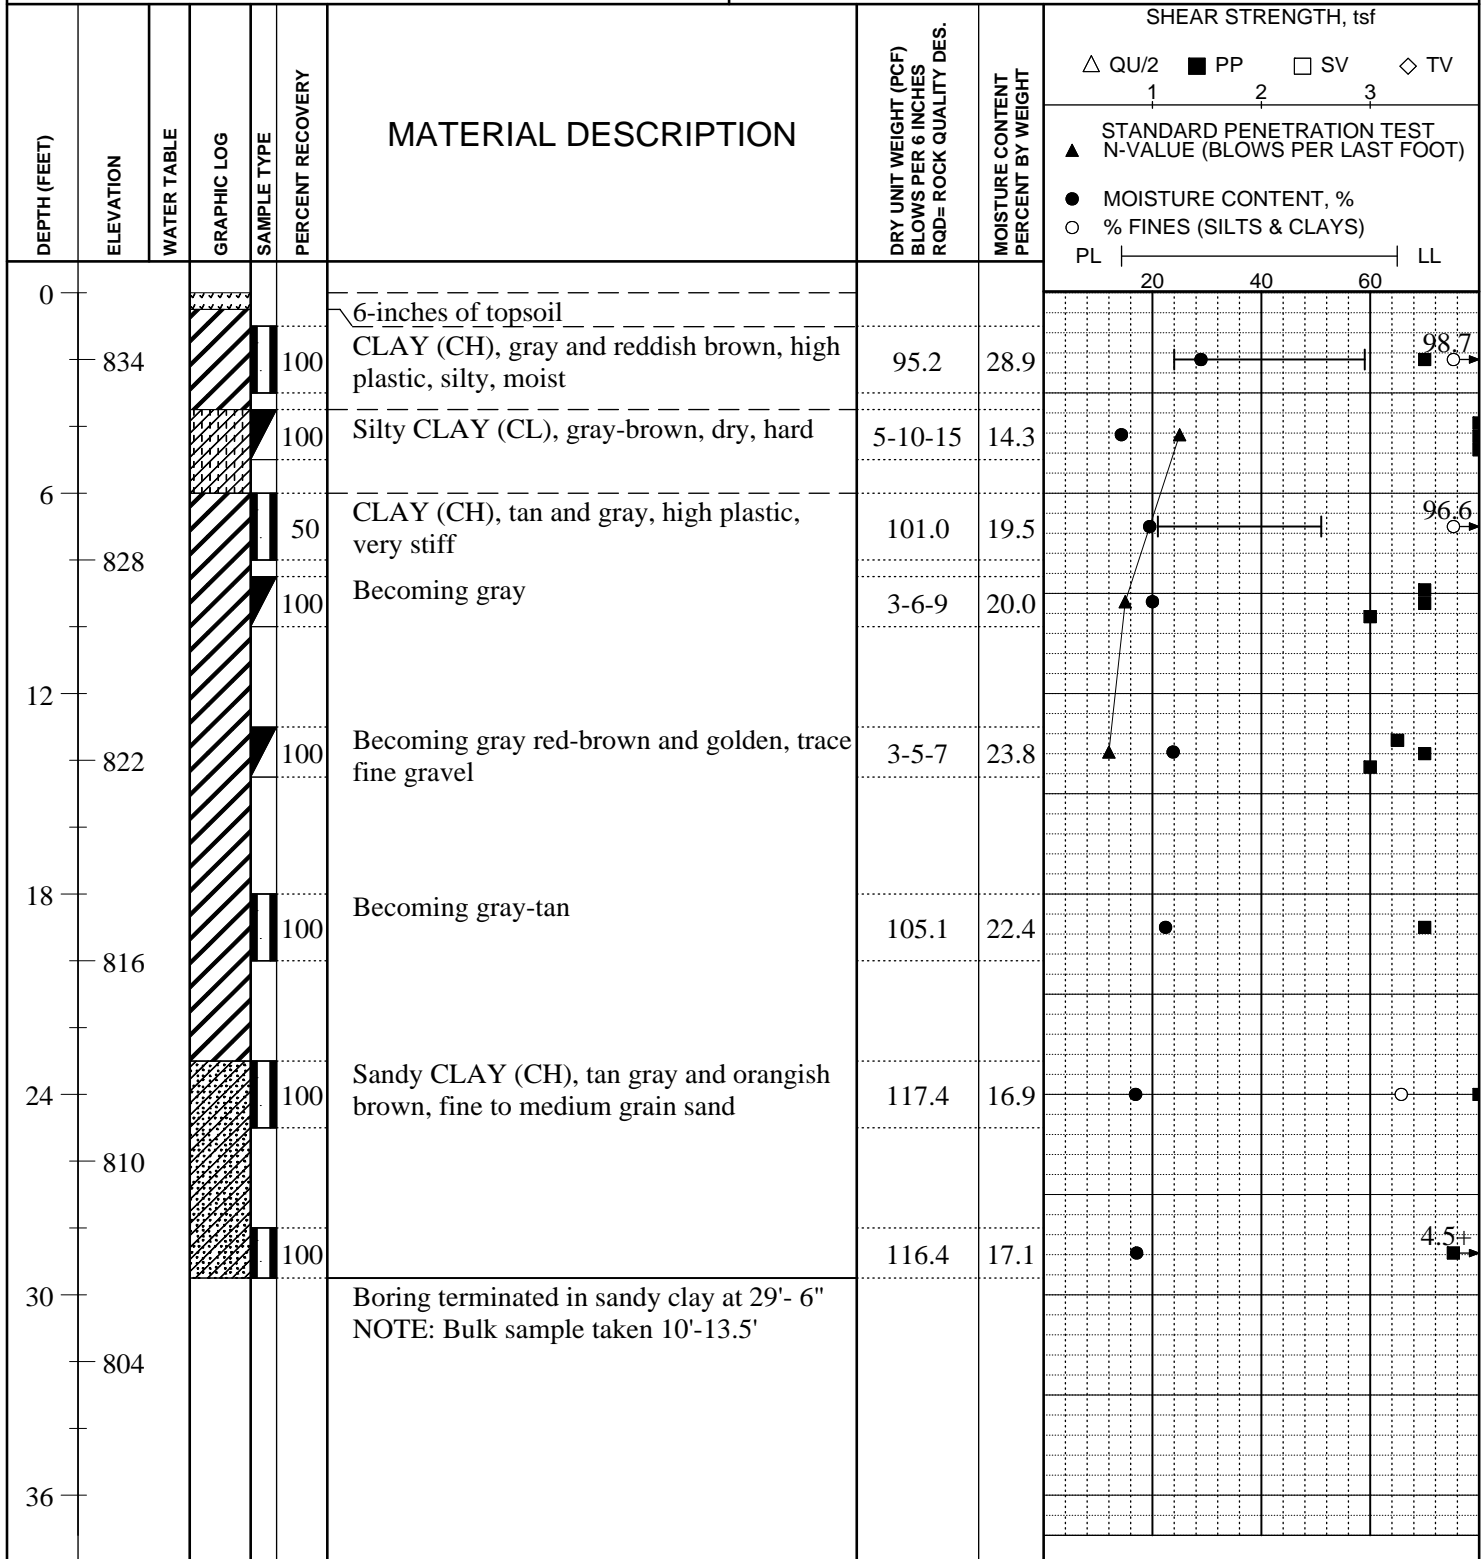 DEPTH (FEET)
ELEVATION
WATER TABLE
GRAPHIC LOG
SAMPLE TYPE
PERCENT RECOVERY
MATERIAL DESCRIPTION
DRY UNIT WEIGHT (PCF)
BLOWS PER 6 INCHES
RQD= ROCK QUALITY DES.
MOISTURE CONTENT
PERCENT BY WEIGHT
SHEAR STRENGTH, tsf
QU/2 PP SV TV
1 2 3
STANDARD PENETRATION TEST
N-VALUE (BLOWS PER LAST FOOT)
MOISTURE CONTENT, %
% FINES (SILTS & CLAYS)
PL LL
20 40 60
0
6-inches of topsoil
834 100 CLAY (CH), gray and reddish brown, high 95.2 28.9 98.7
plastic, silty, moist
100 Silty CLAY (CL), gray-brown, dry, hard 5-10-15 14.3
6
50 CLAY (CH), tan and gray, high plastic, 101.0 19.5 96.6
very stiff
828
100 Becoming gray 3-6-9 20.0
12
822 100 Becoming gray red-brown and golden, trace 3-5-7 23.8
fine gravel
18
100 Becoming gray-tan 105.1 22.4
816
24 100 Sandy CLAY (CH), tan gray and orangish 117.4 16.9
brown, fine to medium grain sand
810
100 116.4 17.1 4.5+
30
Boring terminated in sandy clay at 29'- 6"
NOTE: Bulk sample taken 10'-13.5'
804
36